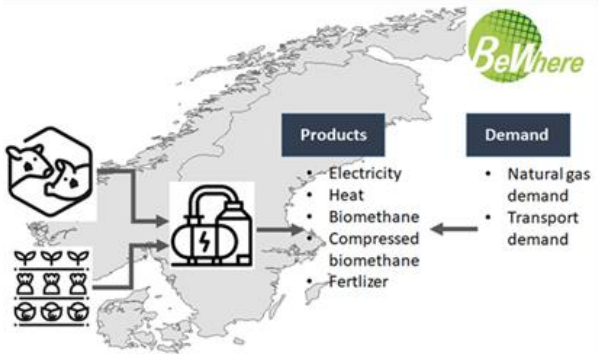 BeWhere
Products
Demand
• Electricity
• Heat
• Biomethane
• Compressed
biomethane
• Fertlizer
• Natural gas
demand
• Transport
demand